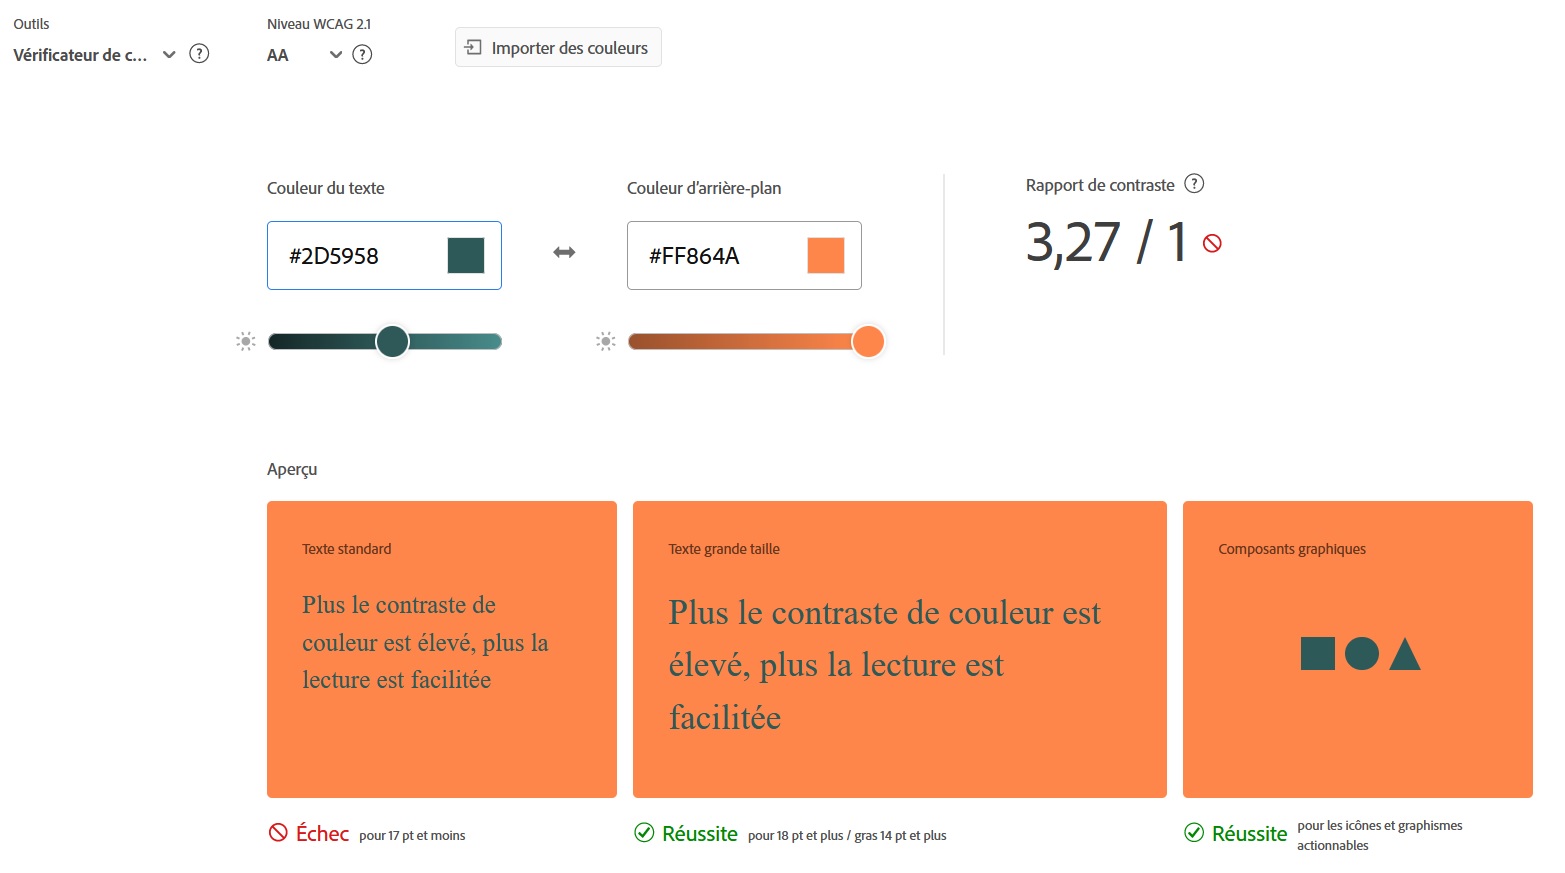 Outils
Niveau WCAG 2.1
Vérificateur de c...
?
AA
?
Importer des couleurs
Couleur du texte
Couleur d'arrière-plan
Rapport de contraste ?
#2D5958
#FF864A
3,27 / 1
Aperçu
Texte standard
Plus le contraste de
couleur est élevé, plus la
lecture est facilitée
Texte grande taille
Plus le contraste de couleur est
élevé, plus la lecture est
facilitée
Composants graphiques
Échec pour 17 pt et moins
Réussite pour 18 pt et plus / gras 14 pt et plus
Réussite pour les icônes et graphismes
actionnables